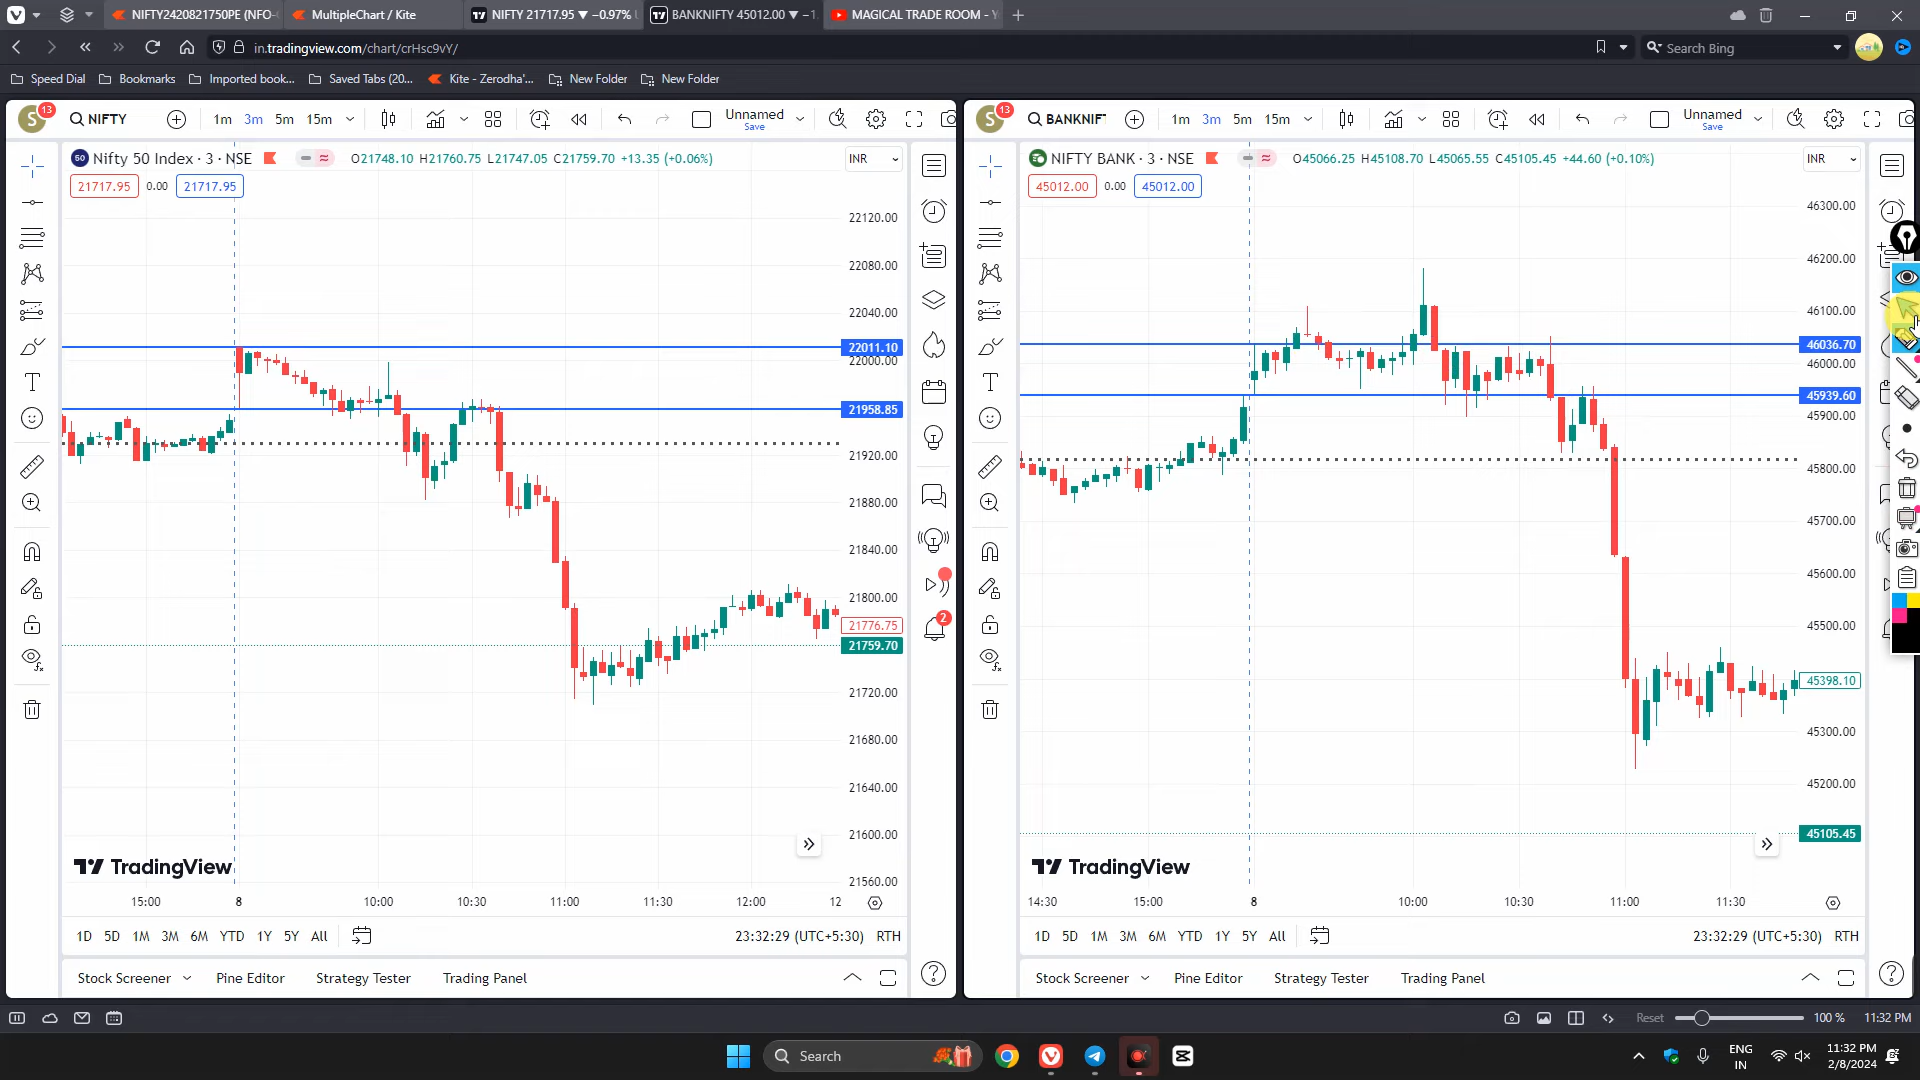 NIFTY2420821750PE (NFO-
MultipleChart / Kite
NIFTY 21717.95 ▼ −0.97%
BANKNIFTY 45012.00 ▼ −1
MAGICAL TRADE ROOM - Y
in.tradingview.com/chart/crHsc9vY/
Search Bing
Speed Dial
Bookmarks
Imported book...
Saved Tabs (20...
Kite - Zerodha'...
New Folder
New Folder
S
13
NIFTY
1m 3m 5m 15m
Unnamed
Save
Nifty 50 Index · 3 · NSE
O21748.10 H21760.75 L21747.05 C21759.70 +13.35 (+0.06%)
INR
21717.95 0.00 21717.95
22120.00
22080.00
22040.00
22011.10
22000.00
21958.85
21920.00
21880.00
21840.00
21800.00
21776.75
21759.70
21720.00
21680.00
21640.00
21600.00
21560.00
2
TradingView
15:00 8 10:00 10:30 11:00 11:30 12:00 12
1D 5D 1M 3M 6M YTD 1Y 5Y All
23:32:29 (UTC+5:30) RTH
Stock Screener
Pine Editor
Strategy Tester
Trading Panel
S
13
BANKNIF
1m 3m 5m 15m
Unnamed
Save
NIFTY BANK · 3 · NSE
O45066.25 H45108.70 L45065.55 C45105.45 +44.60 (+0.10%)
INR
45012.00 0.00 45012.00
46300.00
46200.00
46100.00
46036.70
46000.00
45939.60
45900.00
45800.00
45700.00
45600.00
45500.00
45398.10
45300.00
45200.00
45105.45
TradingView
14:30 15:00 8 10:00 10:30 11:00 11:30
1D 5D 1M 3M 6M YTD 1Y 5Y All
23:32:29 (UTC+5:30) RTH
Stock Screener
Pine Editor
Strategy Tester
Trading Panel
Reset
100 %
11:32 PM
Search
ENG
IN
11:32 PM
2/8/2024